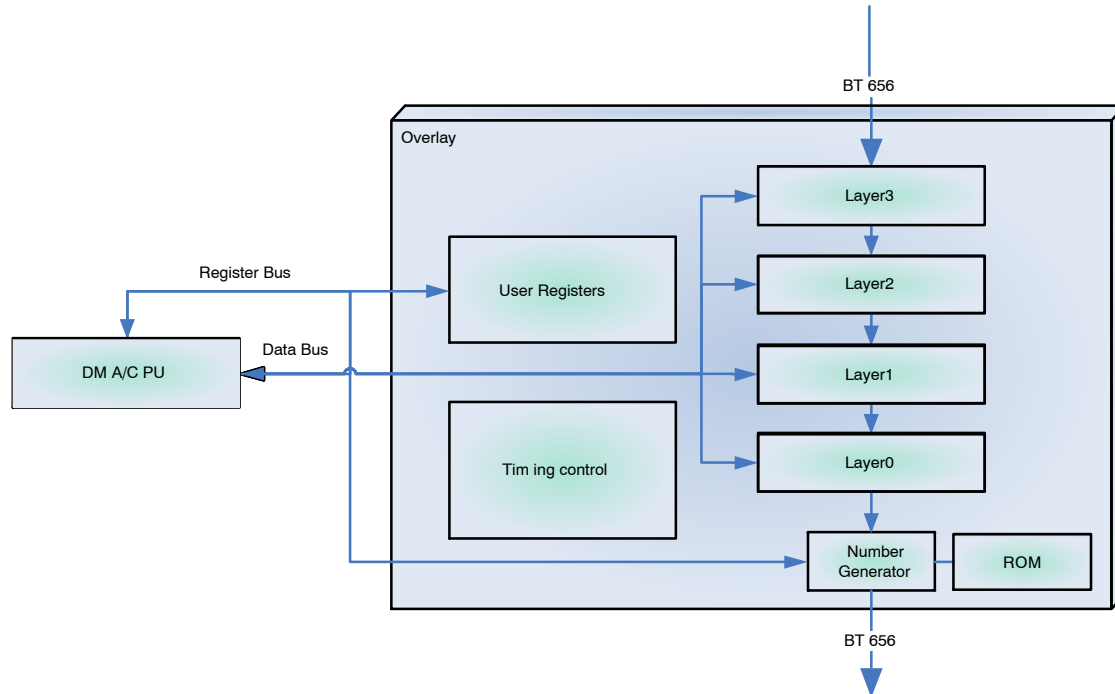 BT 656
Overlay
Layer3
Register Bus
User Registers
Layer2
Data Bus
DM A/C PU
Layer1
Tim ing control
Layer0
Number
Generator
ROM
BT 656